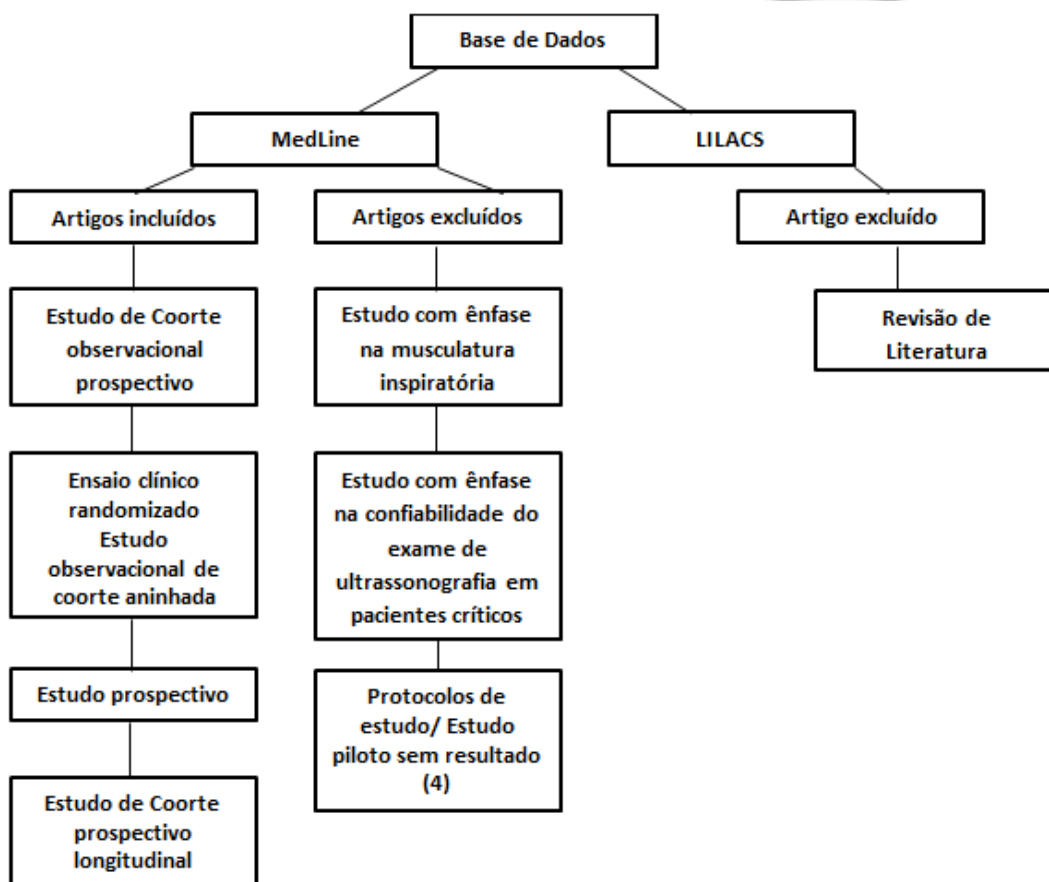 Base de Dados
MedLine
LILACS
Artigos incluídos
Artigos excluídos
Artigo excluído
Estudo de Coorte
observacional
prospectivo
Estudo com ênfase
na musculatura
inspiratória
Revisão de
Literatura
Ensaio clínico
randomizado
Estudo
observacional de
coorte aninhada
Estudo com ênfase
na confiabilidade do
exame de
ultrassonografia em
pacientes críticos
Estudo prospectivo
Protocolos de
estudo/ Estudo
piloto sem resultado
(4)
Estudo de Coorte
prospectivo
longitudinal